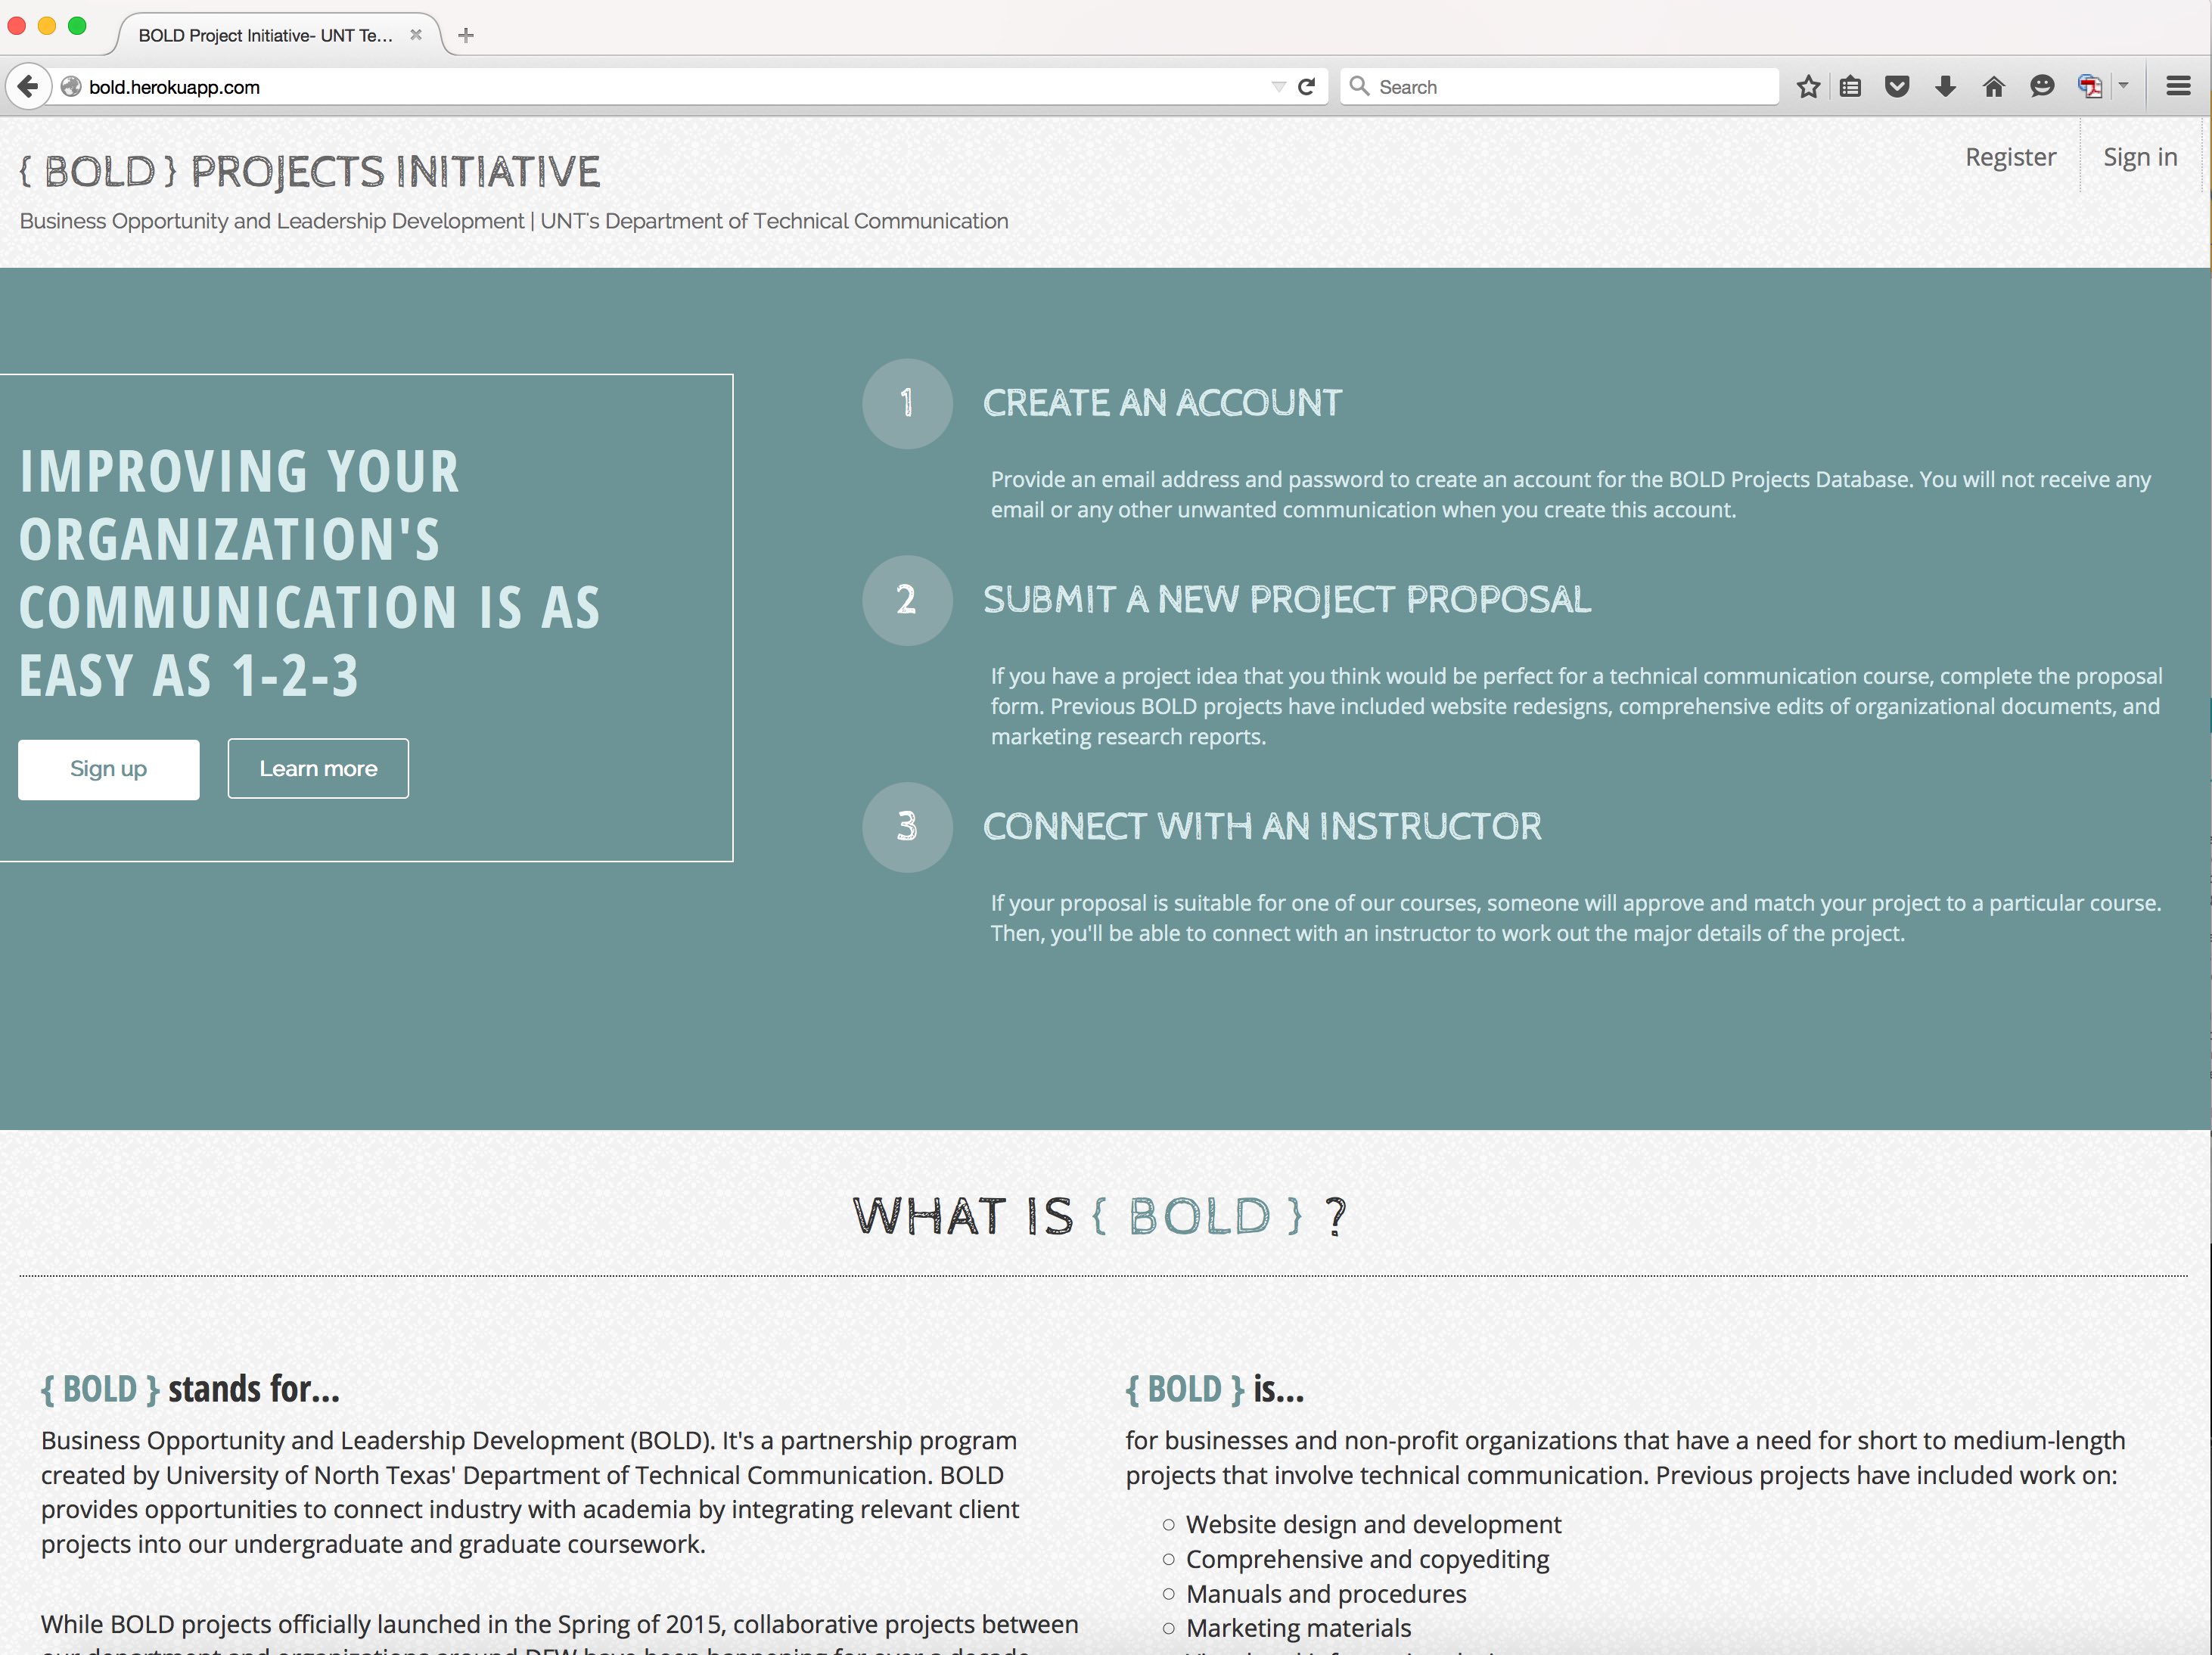 BOLD Project Initiative- UNT Te...
bold.herokuapp.com
Search
{ BOLD } PROJECTS INITIATIVE
Business Opportunity and Leadership Development | UNT's Department of Technical Communication
Register
Sign in
IMPROVING YOUR
ORGANIZATION'S
COMMUNICATION IS AS
EASY AS 1-2-3
Sign up
Learn more
1
CREATE AN ACCOUNT
Provide an email address and password to create an account for the BOLD Projects Database. You will not receive any
email or any other unwanted communication when you create this account.
2
SUBMIT A NEW PROJECT PROPOSAL
If you have a project idea that you think would be perfect for a technical communication course, complete the proposal
form. Previous BOLD projects have included website redesigns, comprehensive edits of organizational documents, and
marketing research reports.
3
CONNECT WITH AN INSTRUCTOR
If your proposal is suitable for one of our courses, someone will approve and match your project to a particular course.
Then, you'll be able to connect with an instructor to work out the major details of the project.
WHAT IS { BOLD } ?
{ BOLD } stands for...
Business Opportunity and Leadership Development (BOLD). It's a partnership program
created by University of North Texas' Department of Technical Communication. BOLD
provides opportunities to connect industry with academia by integrating relevant client
projects into our undergraduate and graduate coursework.
While BOLD projects officially launched in the Spring of 2015, collaborative projects between
our department and organizations around DFW have been happening for over a decade.
{ BOLD } is...
for businesses and non-profit organizations that have a need for short to medium-length
projects that involve technical communication. Previous projects have included work on:
Website design and development
Comprehensive and copyediting
Manuals and procedures
Marketing materials